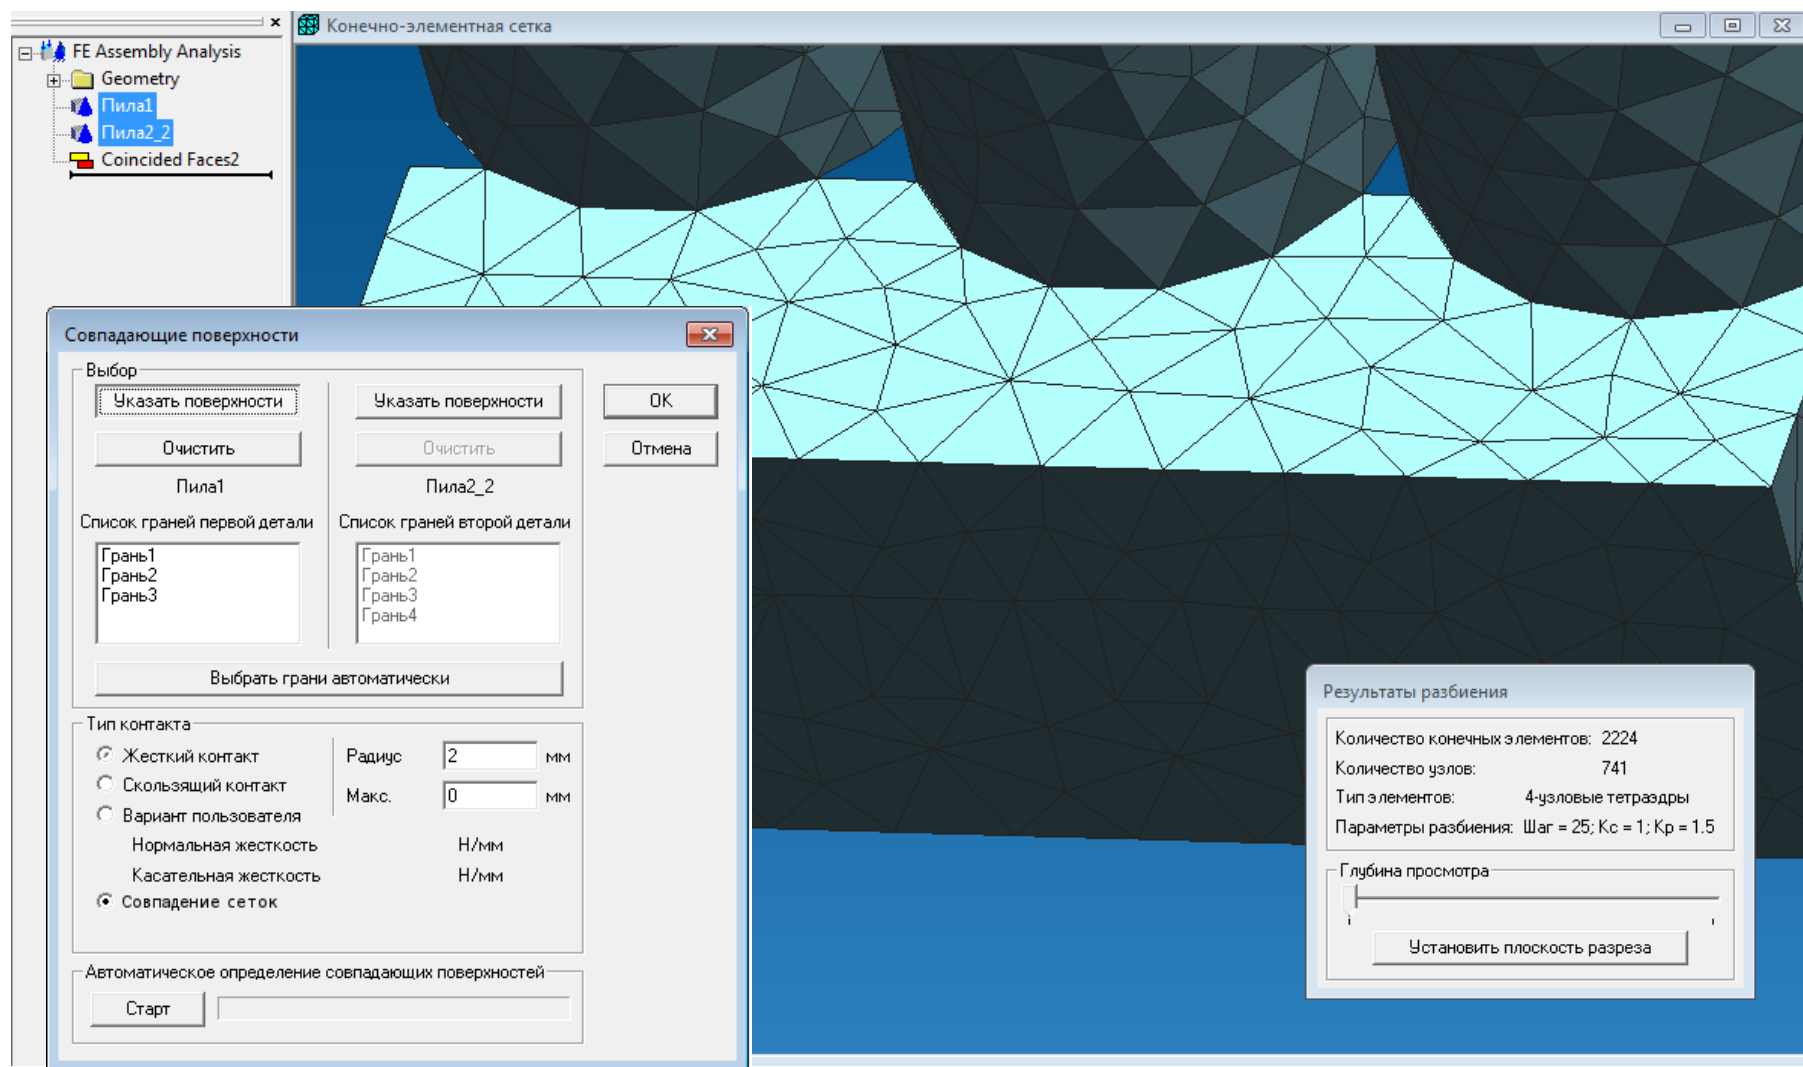 Конечно-элементная сетка
FE Assembly Analysis
Geometry
Пила1
Пила2_2
Coincided Faces2
Совпадающие поверхности
Выбор
Указать поверхности
Указать поверхности
OK
Очистить
Очистить
Отмена
Пила1
Пила2_2
Список граней первой детали
Список граней второй детали
Грань1
Грань2
Грань3
Грань1
Грань2
Грань3
Грань4
Выбрать грани автоматически
Тип контакта
Жесткий контакт
Радиус 2 мм
Скользящий контакт
Макс. 0 мм
Вариант пользователя
Нормальная жесткость Н/мм
Касательная жесткость Н/мм
Совпадение сеток
Автоматическое определение совпадающих поверхностей
Старт
Результаты разбиения
Количество конечных элементов: 2224
Количество узлов: 741
Тип элементов: 4-узловые тетраэдры
Параметры разбиения: Шаг = 25; Кс = 1; Кр = 1.5
Глубина просмотра
Установить плоскость разреза